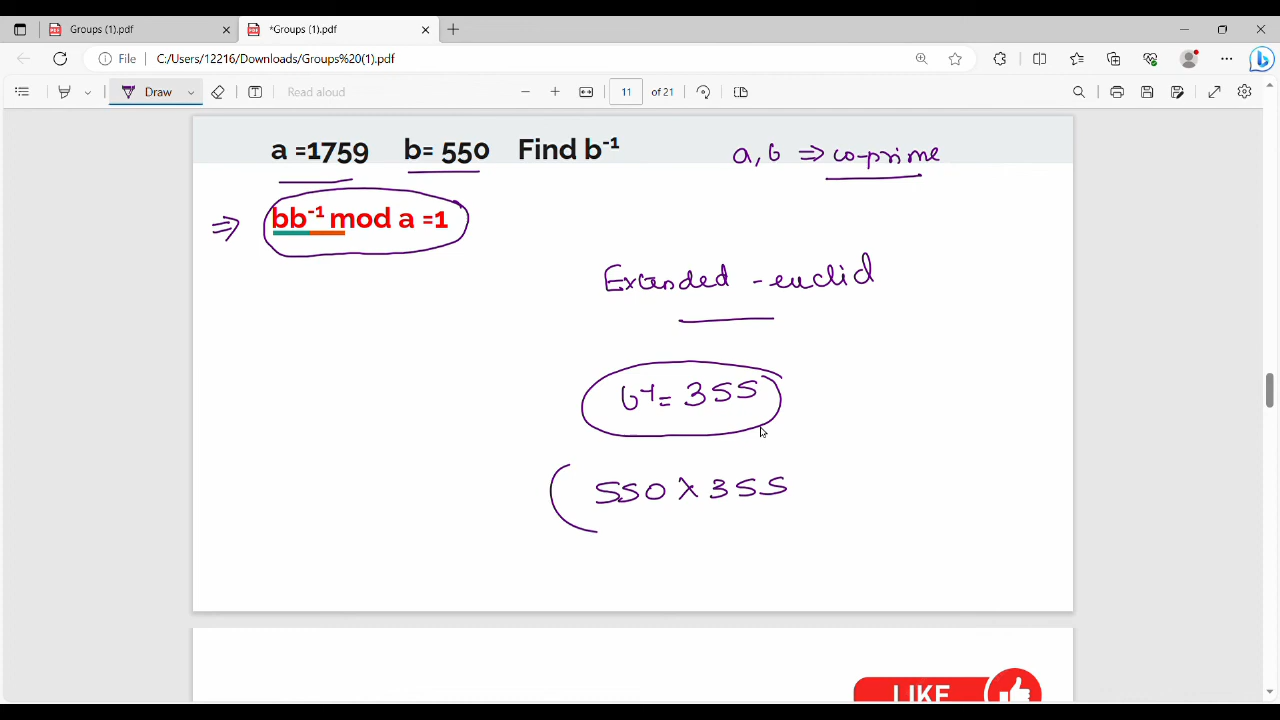 Groups (1).pdf
*Groups (1).pdf
File C:/Users/12216/Downloads/Groups%20(1).pdf
Draw Read aloud 11 of 21
a =1759 b= 550 Find b⁻¹ a, b ⇒ co-prime
⇒ bb⁻¹ mod a =1
Extended - euclid
b⁻¹ = 355
( 550 X 355
LIKE